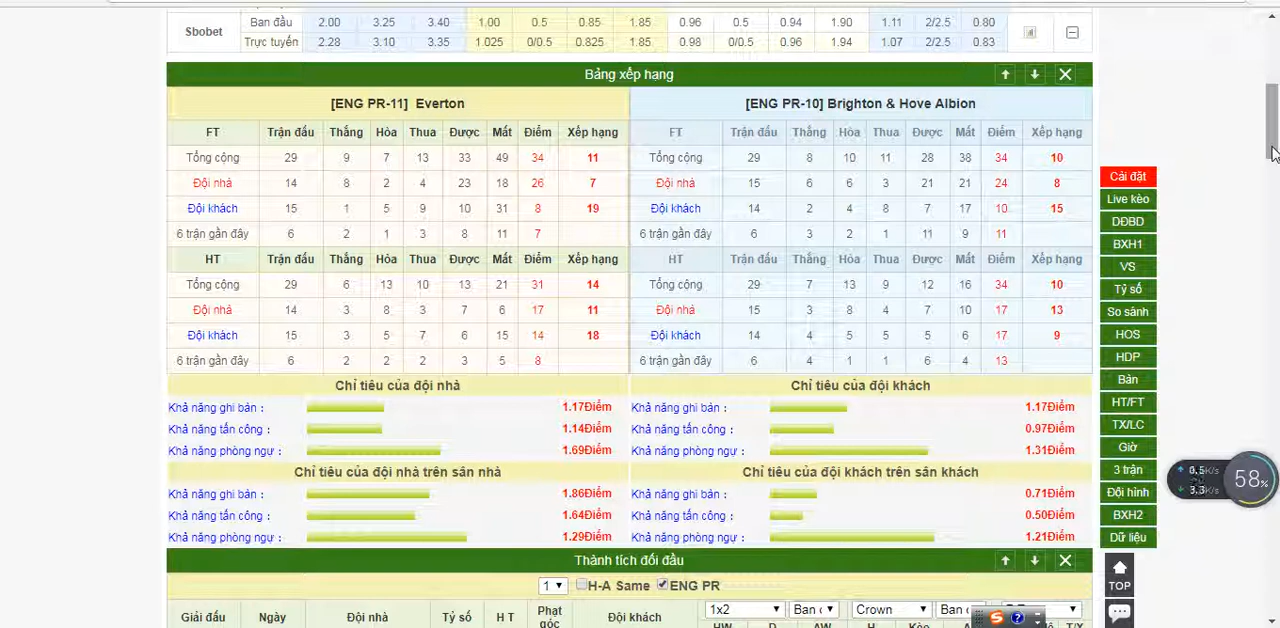 Sbobet Ban đầu 2.00 3.25 3.40 1.00 0.5 0.85 1.85 0.96 0.5 0.94 1.90 1.11 2/2.5 0.80
Trực tuyến 2.28 3.10 3.35 1.025 0/0.5 0.825 1.85 0.98 0/0.5 0.96 1.94 1.07 2/2.5 0.83
Bảng xếp hạng
[ENG PR-11] Everton [ENG PR-10] Brighton & Hove Albion
FT Trận đấu Thắng Hòa Thua Được Mất Điểm Xếp hạng FT Trận đấu Thắng Hòa Thua Được Mất Điểm Xếp hạng
Tổng cộng 29 9 7 13 33 49 34 11 Tổng cộng 29 8 10 11 28 38 34 10
Đội nhà 14 8 2 4 23 18 26 7 Đội nhà 15 6 6 3 21 21 24 8
Đội khách 15 1 5 9 10 31 8 19 Đội khách 14 2 4 8 7 17 10 15
6 trận gần đây 6 2 1 3 8 11 7 6 trận gần đây 6 3 2 1 11 9 11
HT Trận đấu Thắng Hòa Thua Được Mất Điểm Xếp hạng HT Trận đấu Thắng Hòa Thua Được Mất Điểm Xếp hạng
Tổng cộng 29 6 13 10 13 21 31 14 Tổng cộng 29 7 13 9 12 16 34 10
Đội nhà 14 3 8 3 7 6 17 11 Đội nhà 15 3 8 4 7 10 17 13
Đội khách 15 3 5 7 6 15 14 18 Đội khách 14 4 5 5 5 6 17 9
6 trận gần đây 6 2 2 2 3 5 8 6 trận gần đây 6 4 1 1 6 4 13
Chỉ tiêu của đội nhà Chỉ tiêu của đội khách
Khả năng ghi bàn : 1.17Điểm Khả năng ghi bàn : 1.17Điểm
Khả năng tấn công : 1.14Điểm Khả năng tấn công : 0.97Điểm
Khả năng phòng ngự : 1.69Điểm Khả năng phòng ngự : 1.31Điểm
Chỉ tiêu của đội nhà trên sân nhà Chỉ tiêu của đội khách trên sân khách
Khả năng ghi bàn : 1.86Điểm Khả năng ghi bàn : 0.71Điểm
Khả năng tấn công : 1.64Điểm Khả năng tấn công : 0.50Điểm
Khả năng phòng ngự : 1.29Điểm Khả năng phòng ngự : 1.21Điểm
Thành tích đối đầu
1 H-A Same ENG PR
Giải đấu Ngày Đội nhà Tỷ số H T Phạt góc Đội khách 1x2 Ban Crown Ban
Cái đặt
Live kèo
DĐBD
BXH1
VS
Tỷ số
So sánh
HOS
HDP
Bàn
HT/FT
TX/LC
Giờ
3 trận
Đội hình
BXH2
Dữ liệu
TOP
0.5K/s
3.3K/s
58%